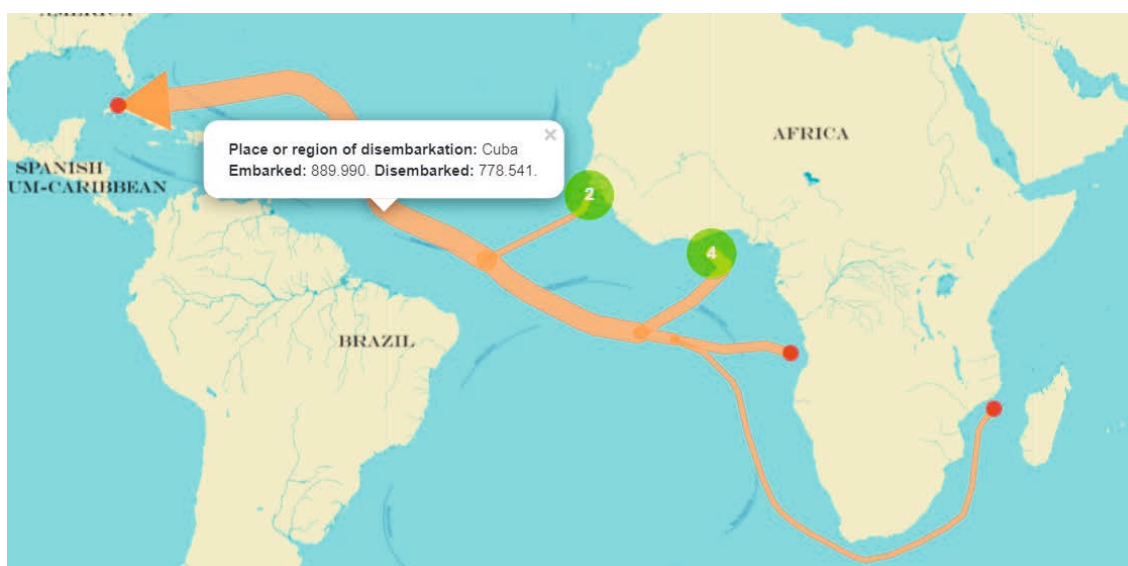 AMERICA
×
Place or region of disembarkation: Cuba
Embarked: 889.990. Disembarked: 778.541.
AFRICA
SPANISH
UM-CARIBBEAN
2
4
BRAZIL